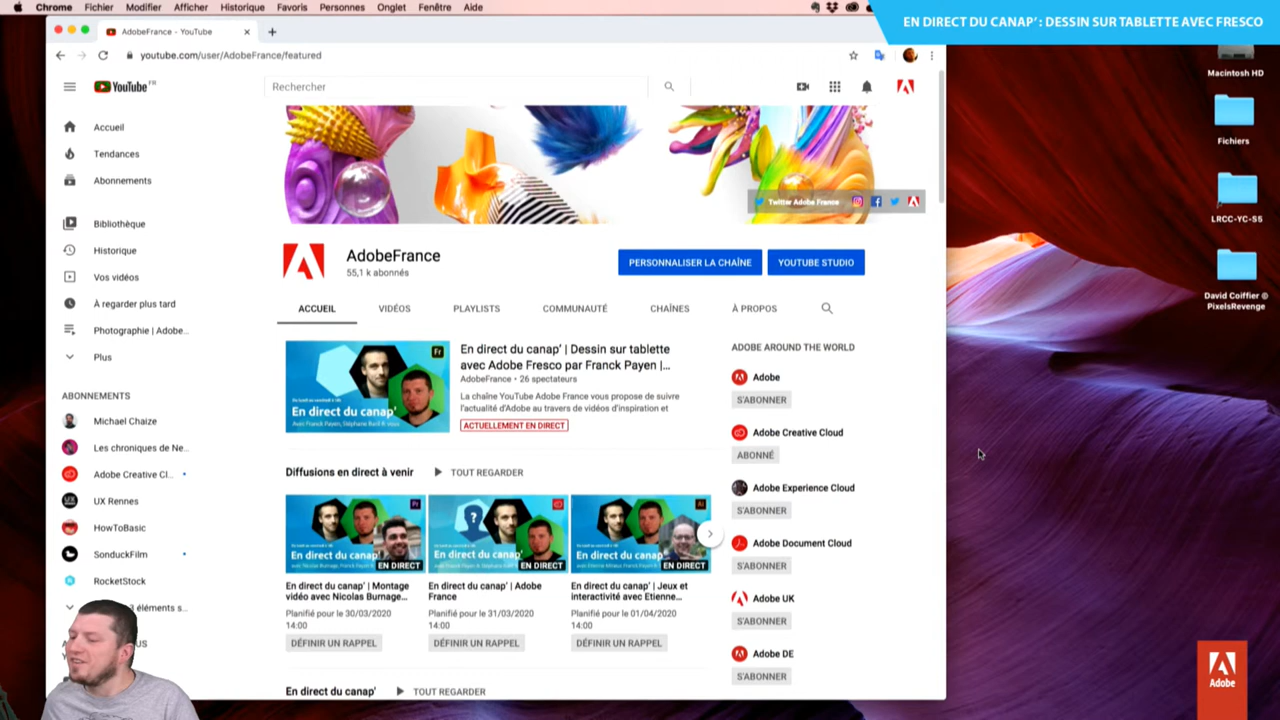 Chrome Fichier Modifier Afficher Historique Favoris Personnes Onglet Fenêtre Aide
EN DIRECT DU CANAP' : DESSIN SUR TABLETTE AVEC FRESCO
AdobeFrance - YouTube
youtube.com/user/AdobeFrance/featured
Macintosh HD
Fichiers
LRCC-YC-S5
David Coiffier ©
PixelsRevenge
YouTube FR
Rechercher
Accueil
Tendances
Abonnements
Bibliothèque
Historique
Vos vidéos
À regarder plus tard
Photographie | Adobe...
Plus
ABONNEMENTS
Michael Chaize
Les chroniques de Ne...
Adobe Creative Cl...
UX Rennes
HowToBasic
SonduckFilm
RocketStock
3 éléments s...
Twitter Adobe France
AdobeFrance
55,1 k abonnés
PERSONNALISER LA CHAÎNE
YOUTUBE STUDIO
ACCUEIL VIDÉOS PLAYLISTS COMMUNAUTÉ CHAÎNES À PROPOS
Fr
En direct du canap'
En direct du canap' | Dessin sur tablette
avec Adobe Fresco par Franck Payen |...
AdobeFrance • 26 spectateurs
La chaîne YouTube Adobe France vous propose de suivre
l'actualité d'Adobe au travers de vidéos d'inspiration et
ACTUELLEMENT EN DIRECT
Diffusions en direct à venir
TOUT REGARDER
Pr
En direct du canap'
EN DIRECT
En direct du canap' | Montage
vidéo avec Nicolas Burnage...
Planifié pour le 30/03/2020
14:00
DÉFINIR UN RAPPEL
?
En direct du canap'
EN DIRECT
En direct du canap' | Adobe
France
Planifié pour le 31/03/2020
14:00
DÉFINIR UN RAPPEL
Ai
En direct du canap'
EN DIRECT
En direct du canap' | Jeux et
interactivité avec Etienne...
Planifié pour le 01/04/2020
14:00
DÉFINIR UN RAPPEL
En direct du canap'
TOUT REGARDER
ADOBE AROUND THE WORLD
Adobe
S'ABONNER
Adobe Creative Cloud
ABONNÉ
Adobe Experience Cloud
S'ABONNER
Adobe Document Cloud
S'ABONNER
Adobe UK
S'ABONNER
Adobe DE
S'ABONNER
Adobe